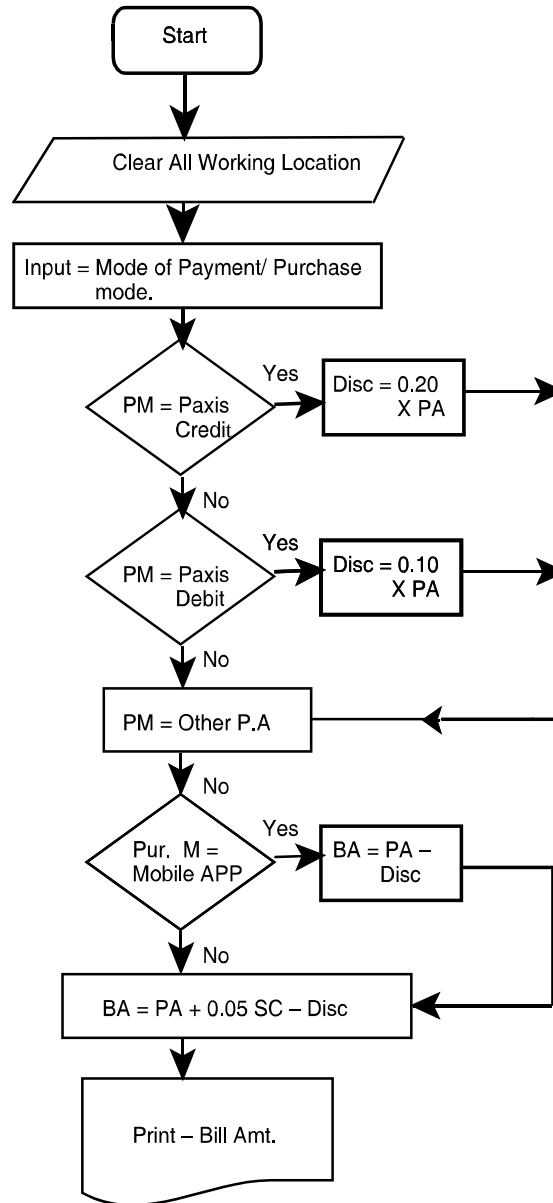 Start
Clear All Working Location
Input = Mode of Payment/ Purchase
mode.
PM = Paxis
Credit
Yes
Disc = 0.20
X PA
No
PM = Paxis
Debit
Yes
Disc = 0.10
X PA
No
PM = Other P.A
No
Pur. M =
Mobile APP
Yes
BA = PA –
Disc
No
BA = PA + 0.05 SC – Disc
Print – Bill Amt.